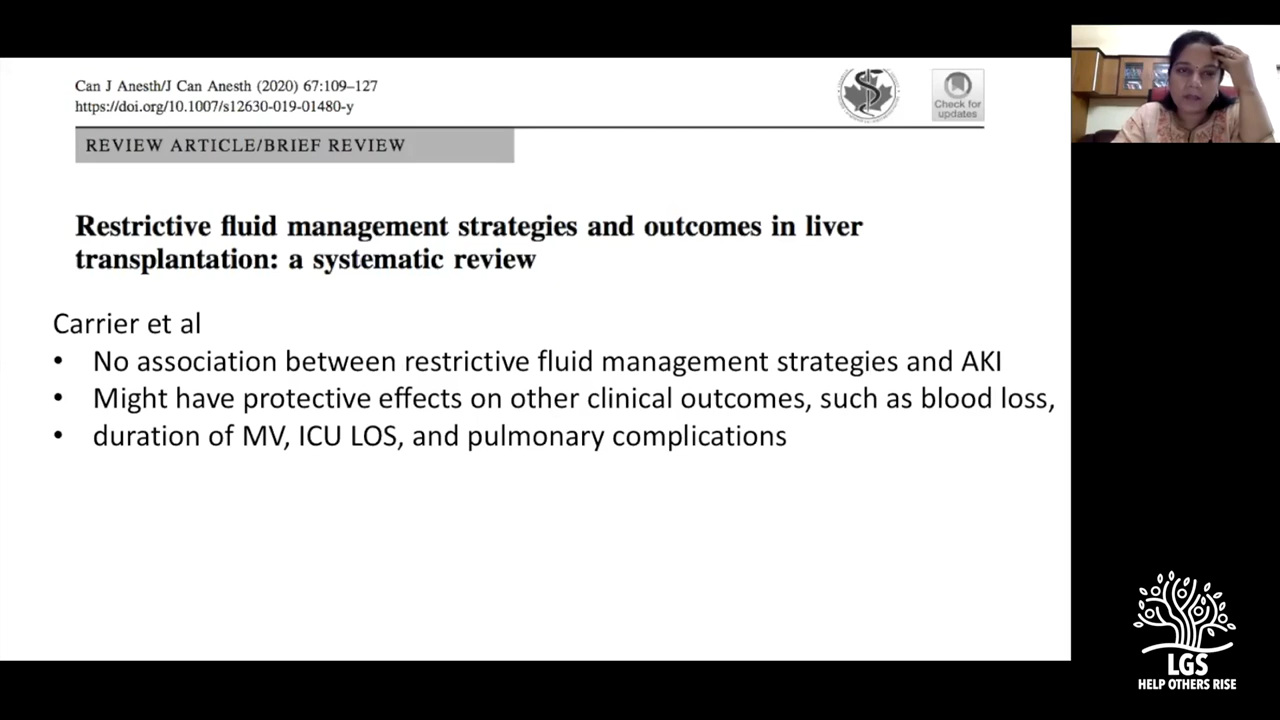 Can J Anesth/J Can Anesth (2020) 67:109–127
https://doi.org/10.1007/s12630-019-01480-y
Check for
updates
REVIEW ARTICLE/BRIEF REVIEW
Restrictive fluid management strategies and outcomes in liver
transplantation: a systematic review
Carrier et al
• No association between restrictive fluid management strategies and AKI
• Might have protective effects on other clinical outcomes, such as blood loss,
• duration of MV, ICU LOS, and pulmonary complications
LGS
HELP OTHERS RISE